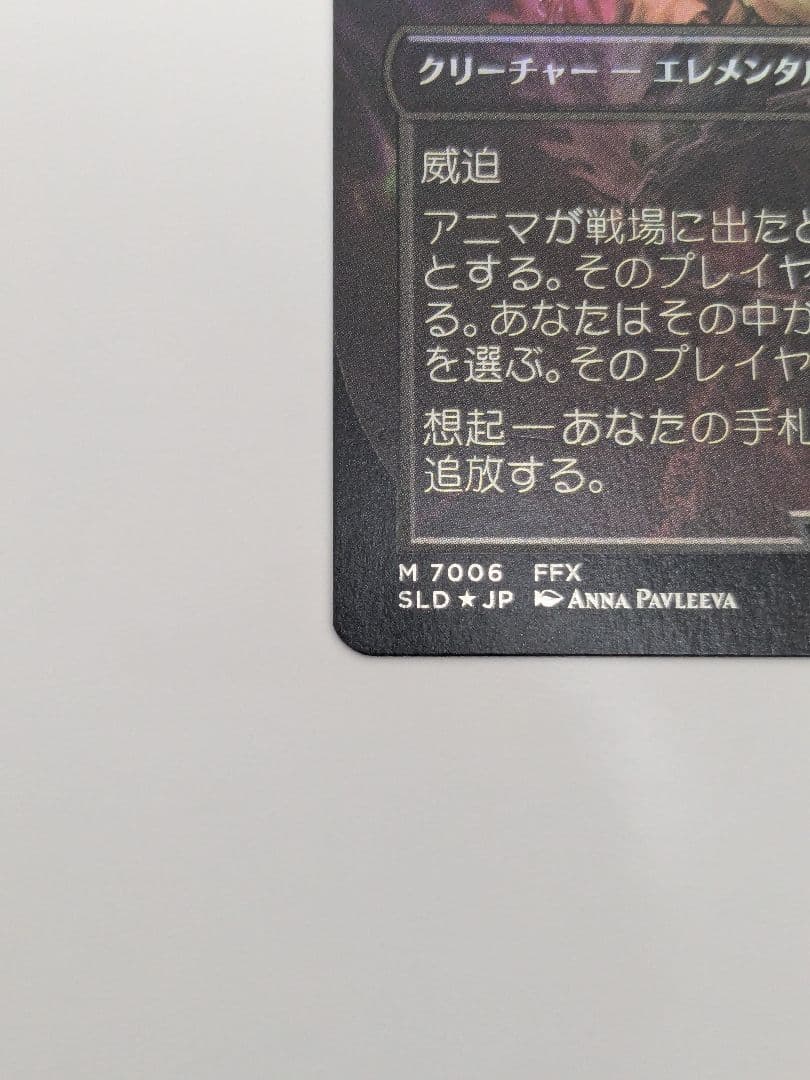 クリーチャー — エレメンタル
威迫
アニマが戦場に出たと
とする。そのプレイヤ
る。あなたはその中か
を選ぶ。そのプレイヤ
想起—あなたの手札
追放する。
M 7006 FFX
SLD★JP ANNA PAVLEEVA